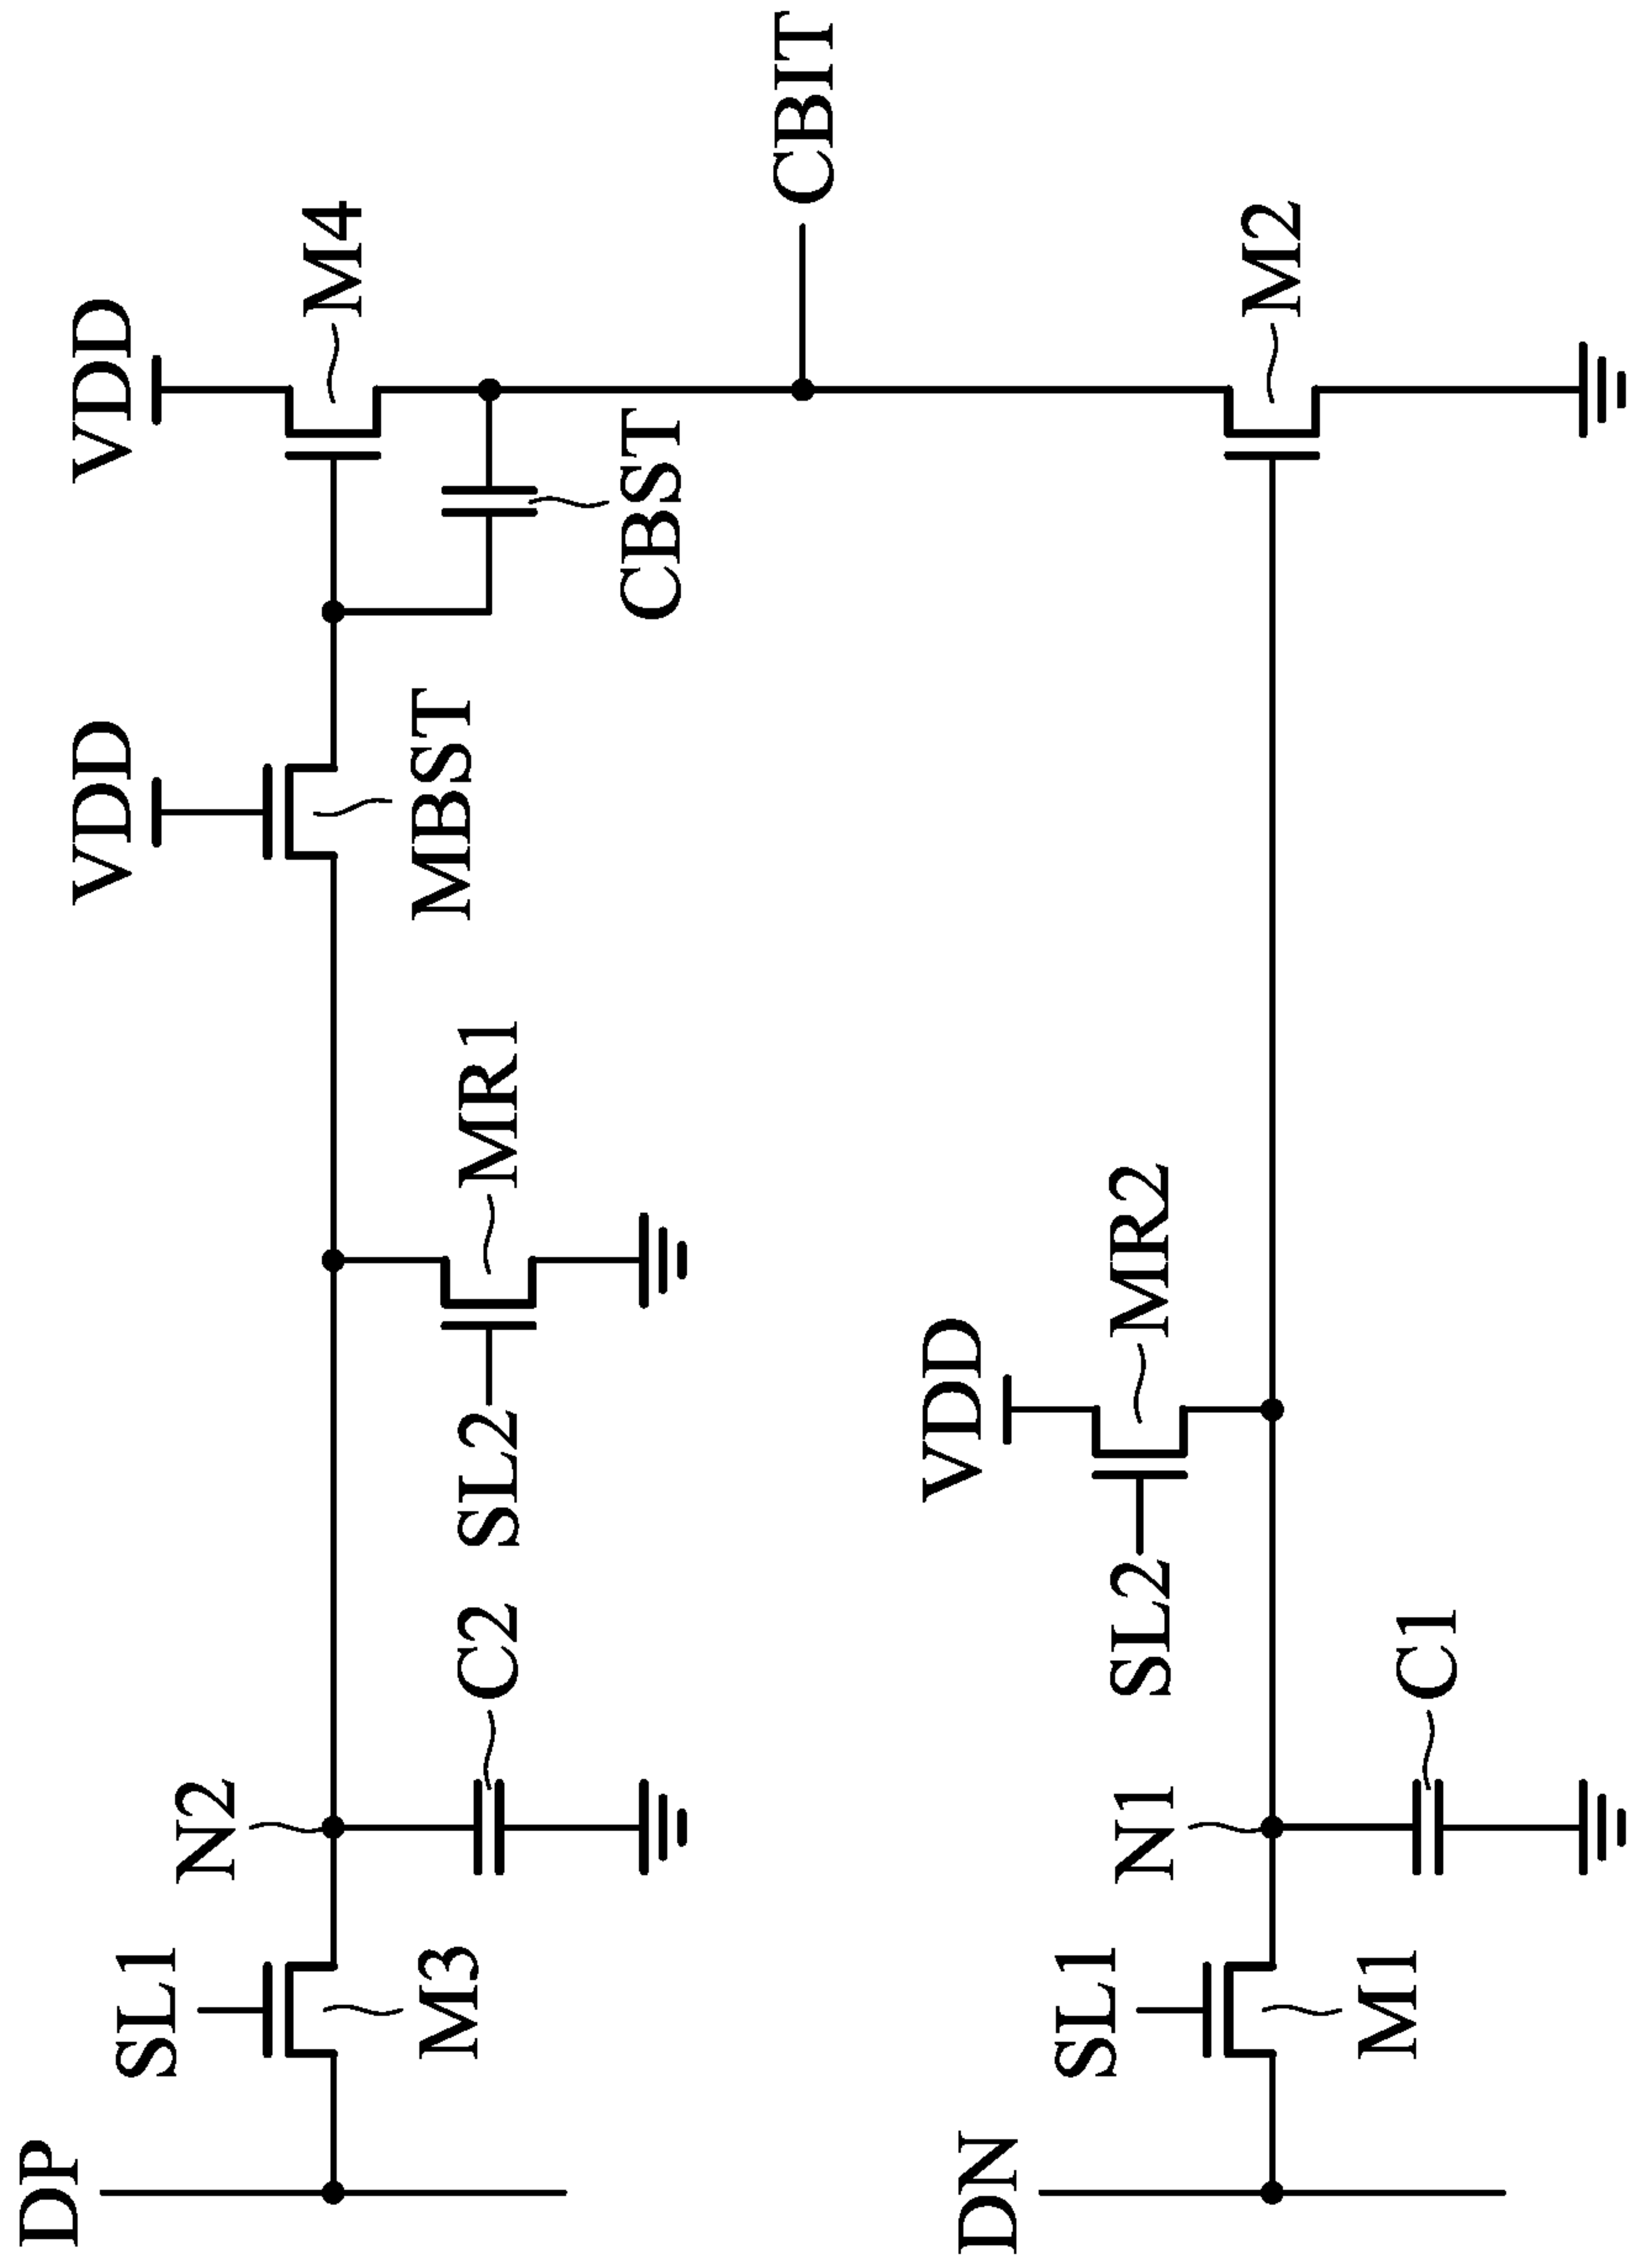 DP
VDD
VDD
SL1
N2
M4
MBST
M3
C2
SL2
MR1
CBST
CBIT
VDD
DN
SL1
N1
SL2
MR2
M2
M1
C1